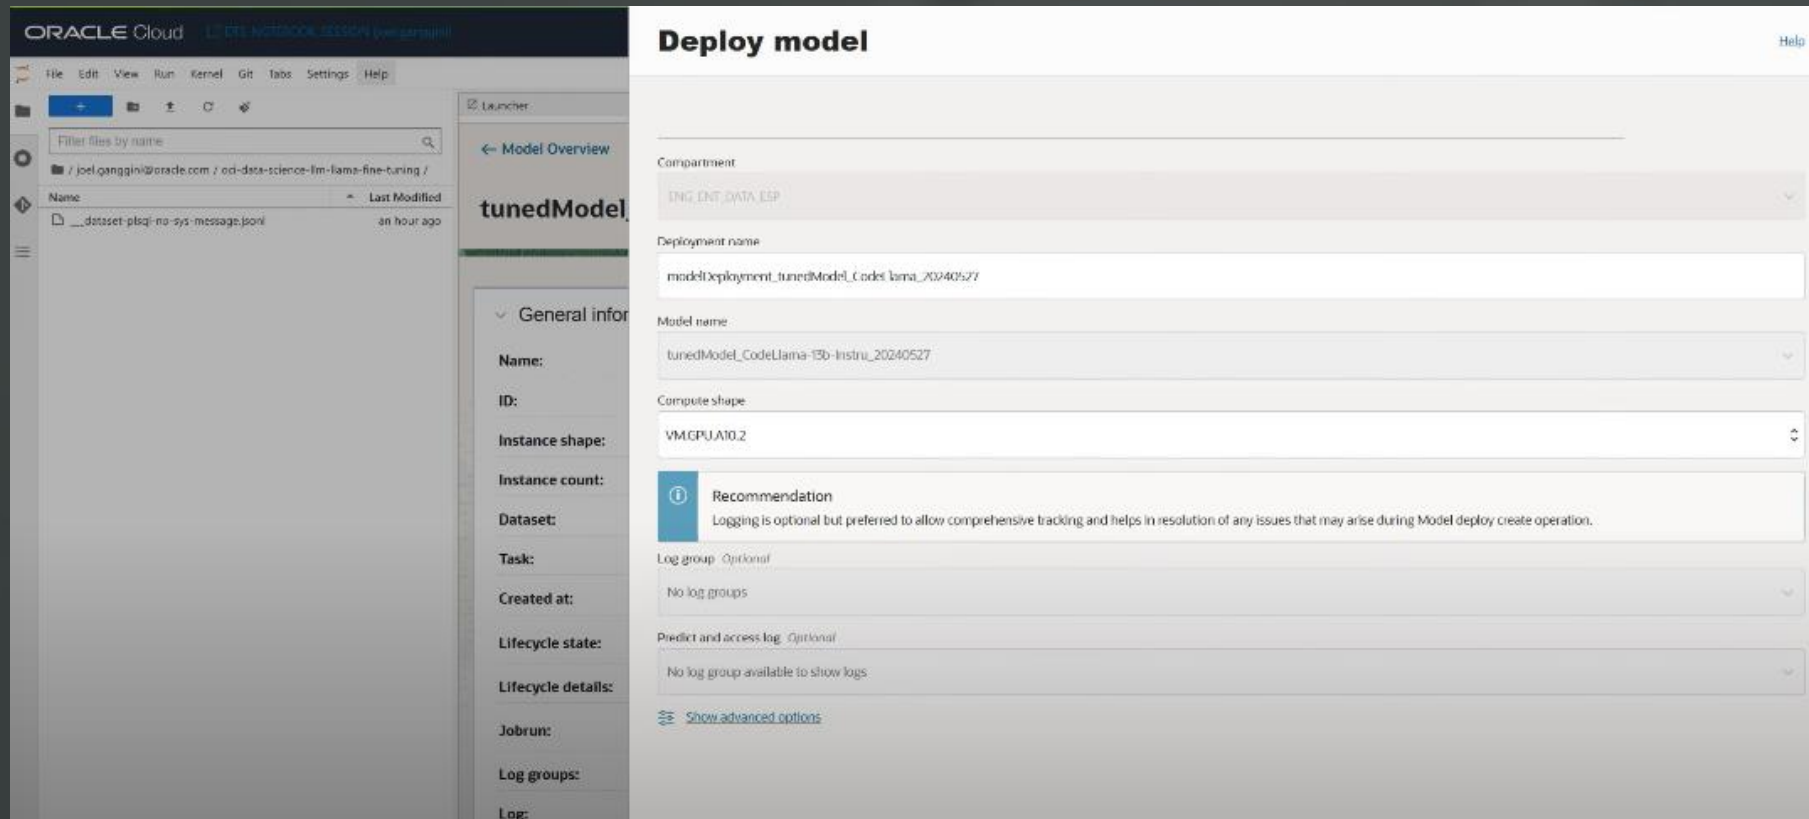 ORACLE Cloud
File Edit View Run Kernel Git Tabs Settings Help
Filter files by name
/ joel.ganggini@oracle.com / oci-data-science-llm-llama-fine-tuning /
Name Last Modified
__dataset-plsql-no-sys-message.jsonl an hour ago
Launcher
← Model Overview
tunedModel_
General infor
Name:
ID:
Instance shape:
Instance count:
Dataset:
Task:
Created at:
Lifecycle state:
Lifecycle details:
Jobrun:
Log groups:
Log:
Deploy model
Help
Compartment
ENG_ENT_DATA_ESP
Deployment name
modelDeployment_tunedModel_CodeLlama_20240527
Model name
tunedModel_CodeLlama-13b-Instru_20240527
Compute shape
VM.GPU.A10.2
Recommendation
Logging is optional but preferred to allow comprehensive tracking and helps in resolution of any issues that may arise during Model deploy create operation.
Log group Optional
No log groups
Predict and access log Optional
No log group available to show logs
Show advanced options